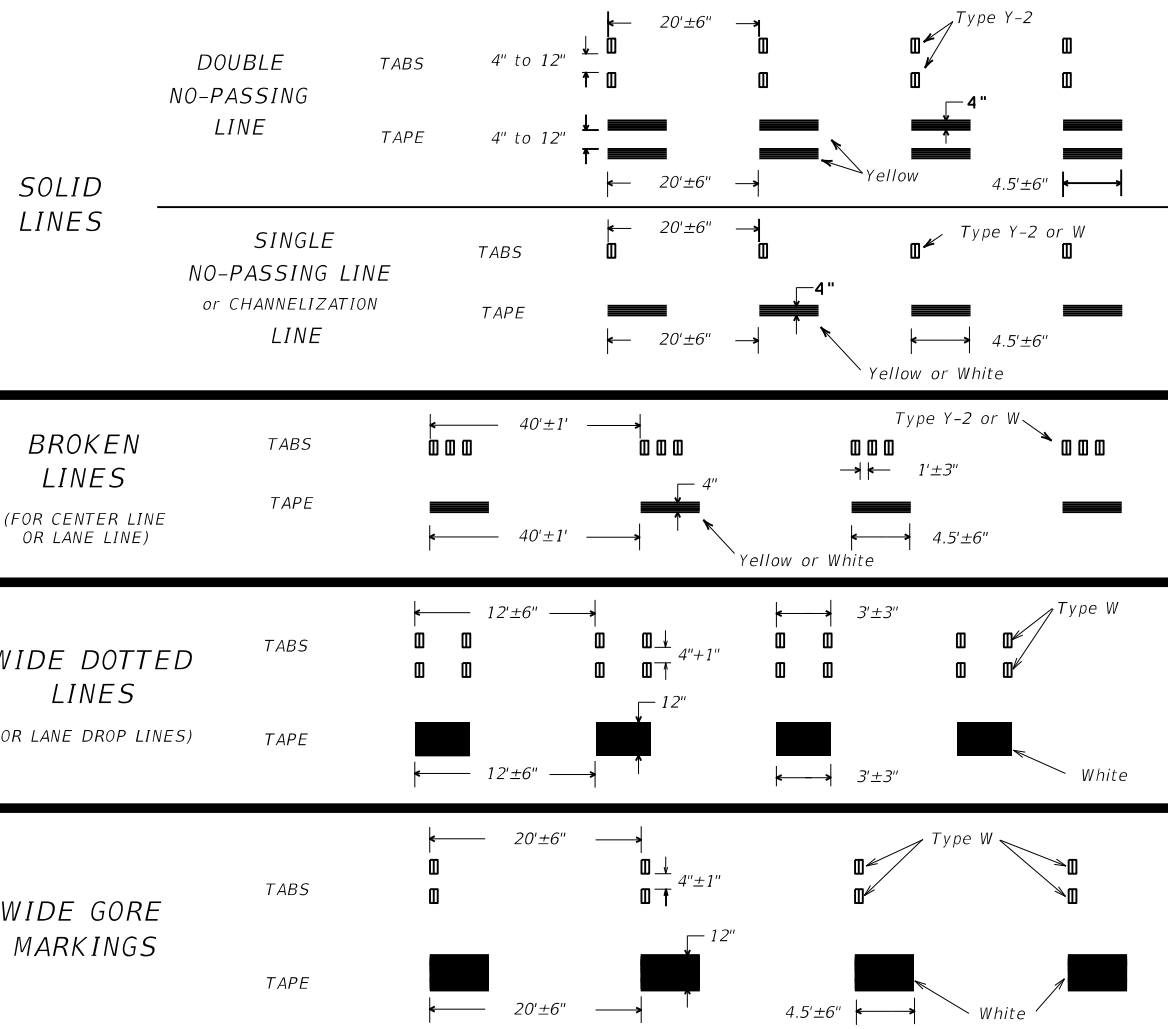 SOLID
LINES
DOUBLE
NO-PASSING
LINE
TABS
4" to 12"
20'±6"
Type Y-2
TAPE
4" to 12"
4"
Yellow
20'±6"
4.5'±6"
SINGLE
NO-PASSING LINE
or CHANNELIZATION
LINE
TABS
20'±6"
Type Y-2 or W
TAPE
4"
20'±6"
4.5'±6"
Yellow or White
BROKEN
LINES
(FOR CENTER LINE
OR LANE LINE)
TABS
40'±1'
Type Y-2 or W
1'±3"
TAPE
4"
40'±1'
4.5'±6"
Yellow or White
WIDE DOTTED
LINES
OR LANE DROP LINES)
TABS
12'±6"
3'±3"
Type W
4"+1"
TAPE
12"
12'±6"
3'±3"
White
WIDE GORE
MARKINGS
TABS
20'±6"
4"±1"
Type W
TAPE
12"
20'±6"
4.5'±6"
White